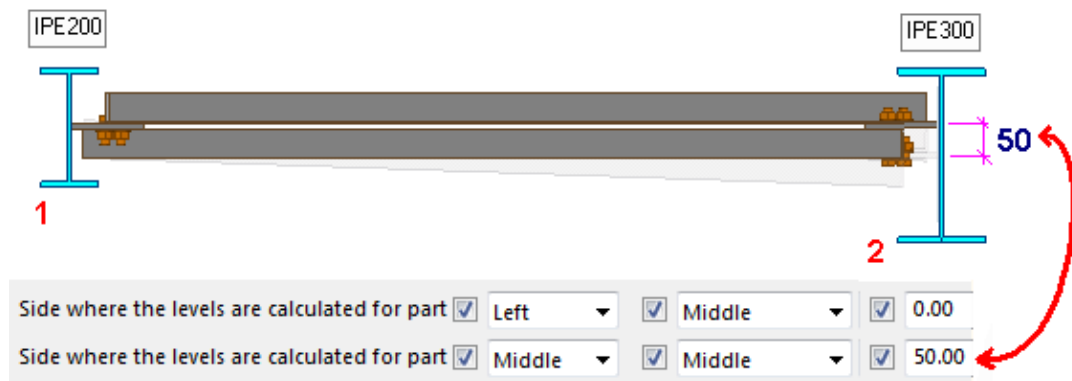 IPE200
IPE300
50
1
2
Side where the levels are calculated for part Left Middle 0.00
Side where the levels are calculated for part Middle Middle 50.00